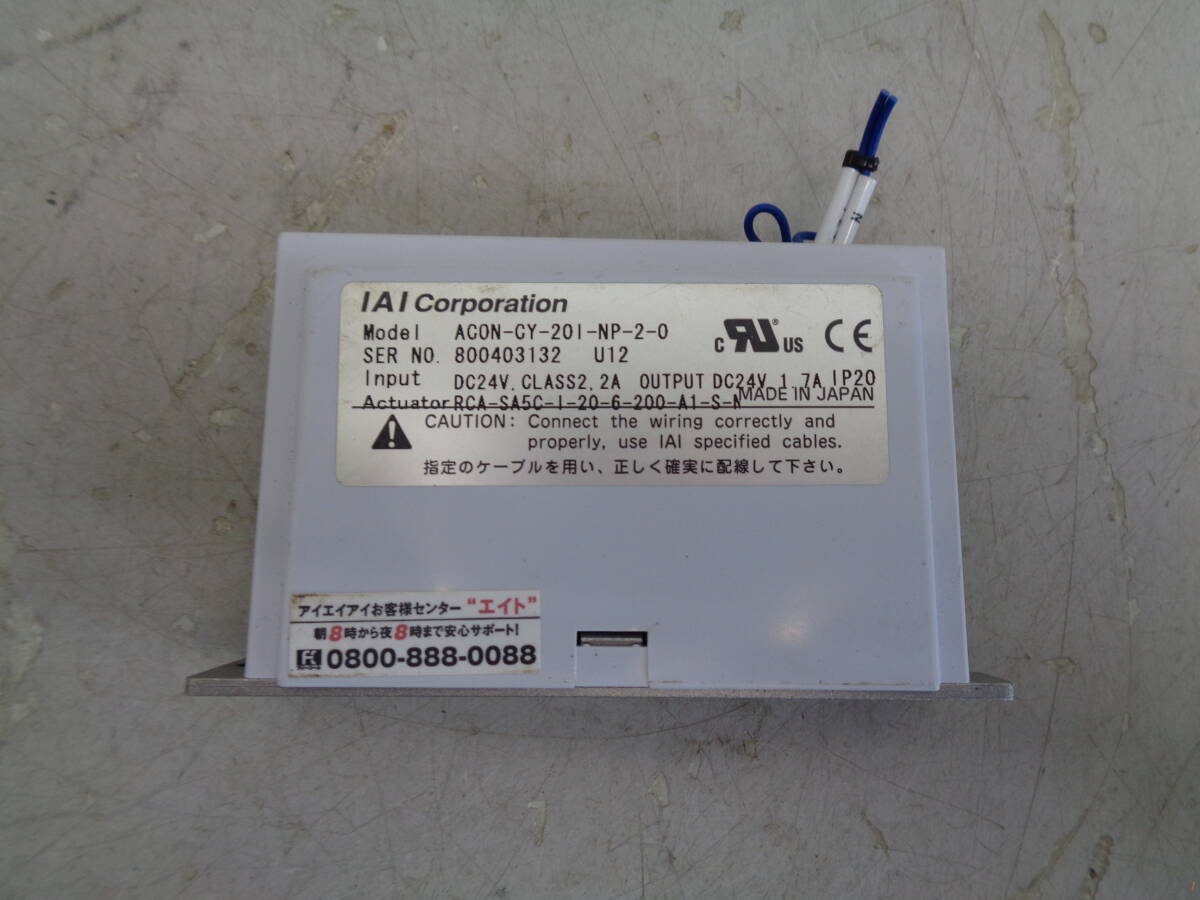 IAI Corporation
Model ACON-CY-20I-NP-2-0
SER NO. 800403132 U12
Input DC24V, CLASS2, 2A OUTPUT DC24V 1.7A IP20
MADE IN JAPAN
Actuator RCA-SA5C-I-20-6-200-A1-S-N
C RU US CE
CAUTION: Connect the wiring correctly and
properly, use IAI specified cables.
指定のケーブルを用い、正しく確実に配線して下さい。
アイエイアイお客様センター "エイト"
朝8時から夜8時まで安心サポート!
0800-888-0088